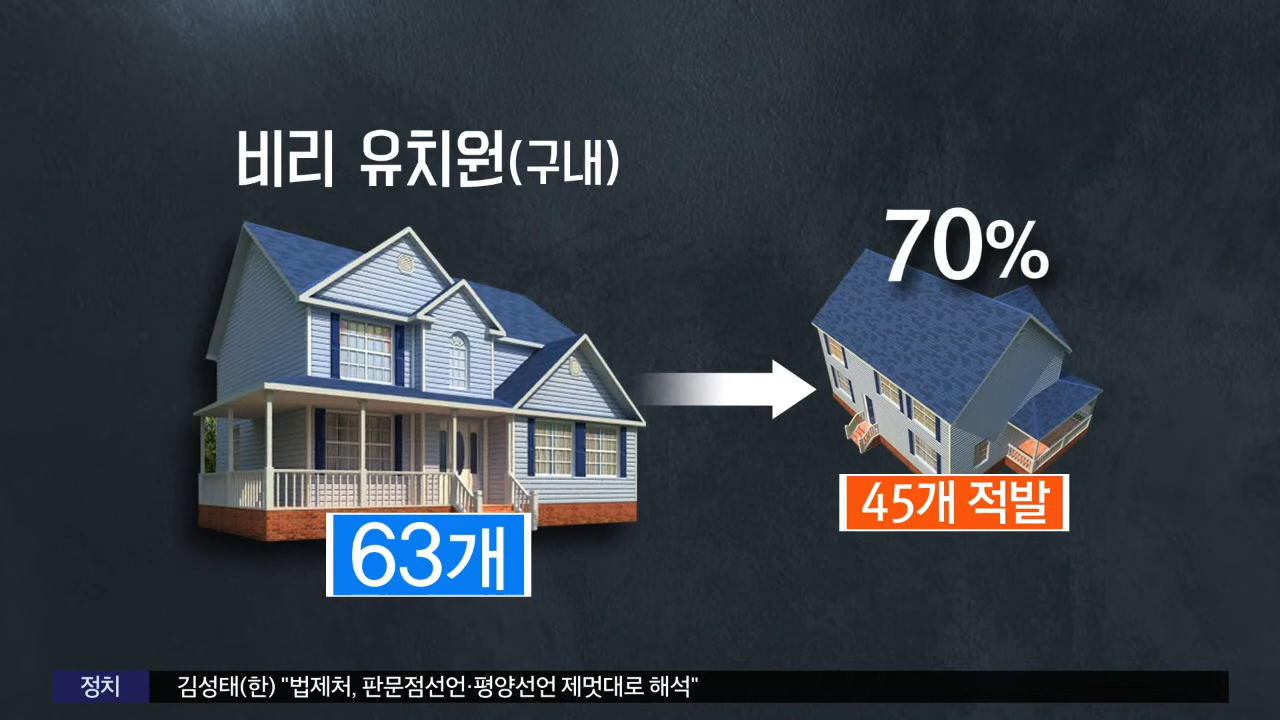 비리 유치원(구내)
70%
63개
45개 적발
정치
김성태(한) "법제처, 판문점선언·평양선언 제멋대로 해석"